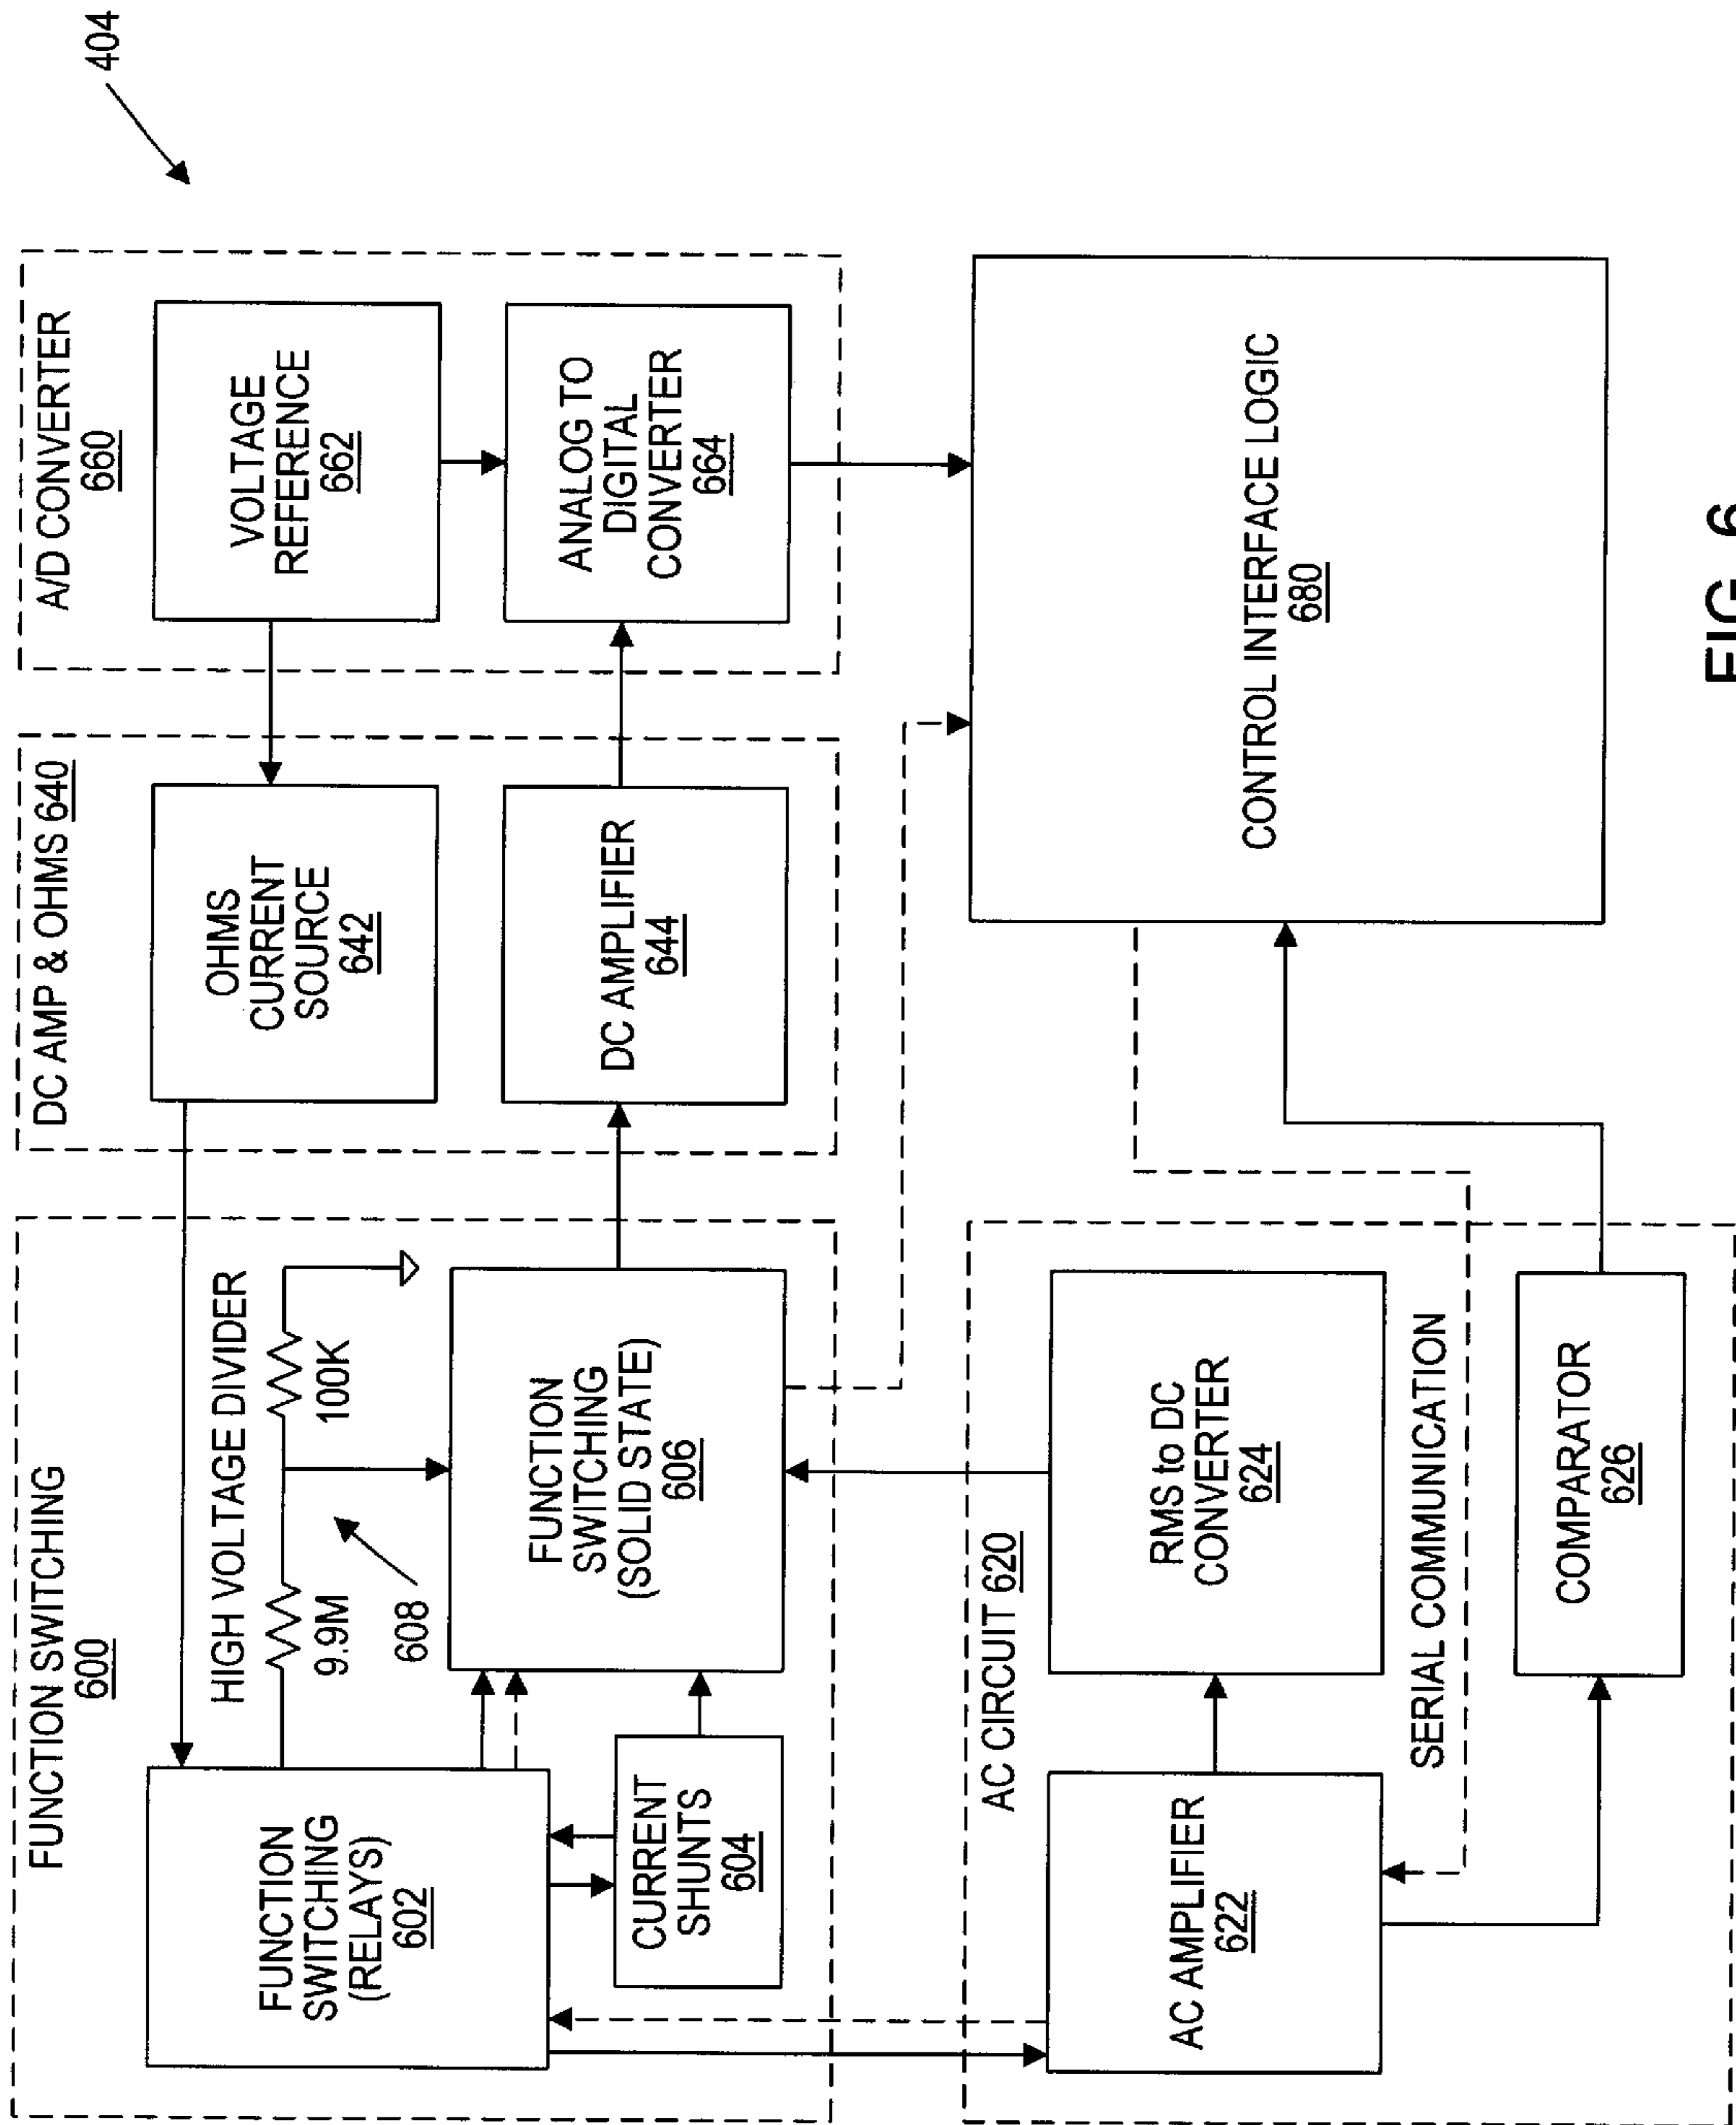 404
FUNCTION SWITCHING
600
FUNCTION
SWITCHING
(RELAYS)
602
HIGH VOLTAGE DIVIDER
9.9M
100K
608
CURRENT
SHUNTS
604
FUNCTION
SWITCHING
(SOLID STATE)
606
DC AMP & OHMS 640
OHMS
CURRENT
SOURCE
642
DC AMPLIFIER
644
A/D CONVERTER
660
VOLTAGE
REFERENCE
662
ANALOG TO
DIGITAL
CONVERTER
664
AC CIRCUIT 620
AC AMPLIFIER
622
RMS to DC
CONVERTER
624
SERIAL COMMUNICATION
COMPARATOR
626
CONTROL INTERFACE LOGIC
680
FIG. 6